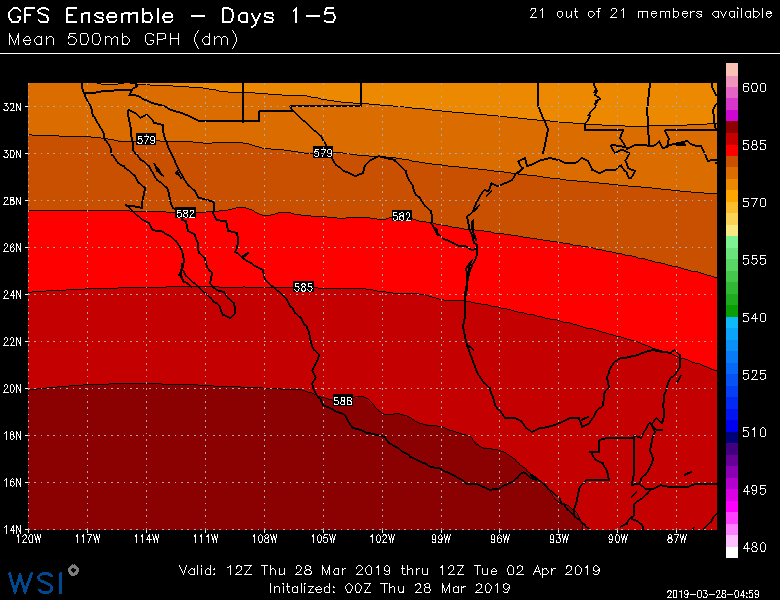 GFS Ensemble – Days 1–5
21 out of 21 members available
Mean 500mb GPH (dm)
600
32N
585
579
579
30N
570
28N
582
582
26N
555
585
24N
540
22N
525
20N
588
510
18N
16N
495
14N
480
120W 117W 114W 111W 108W 105W 102W 99W 96W 93W 90W 87W
Valid: 12Z Thu 28 Mar 2019 thru 12Z Tue 02 Apr 2019
WSI
Initalized: 00Z Thu 28 Mar 2019
2019-03-28-04:59